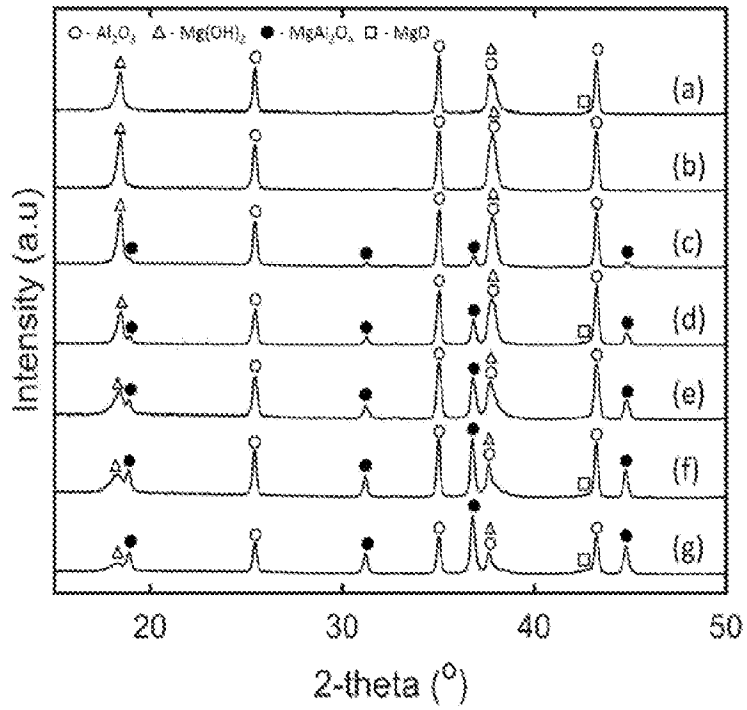 ○ - Al₂O₃ △ - Mg(OH)₂ ● - MgAl₂O₄ □ - MgO
(a)
(b)
(c)
(d)
(e)
(f)
(g)
Intensity (a.u)
20 30 40 50
2-theta (°)